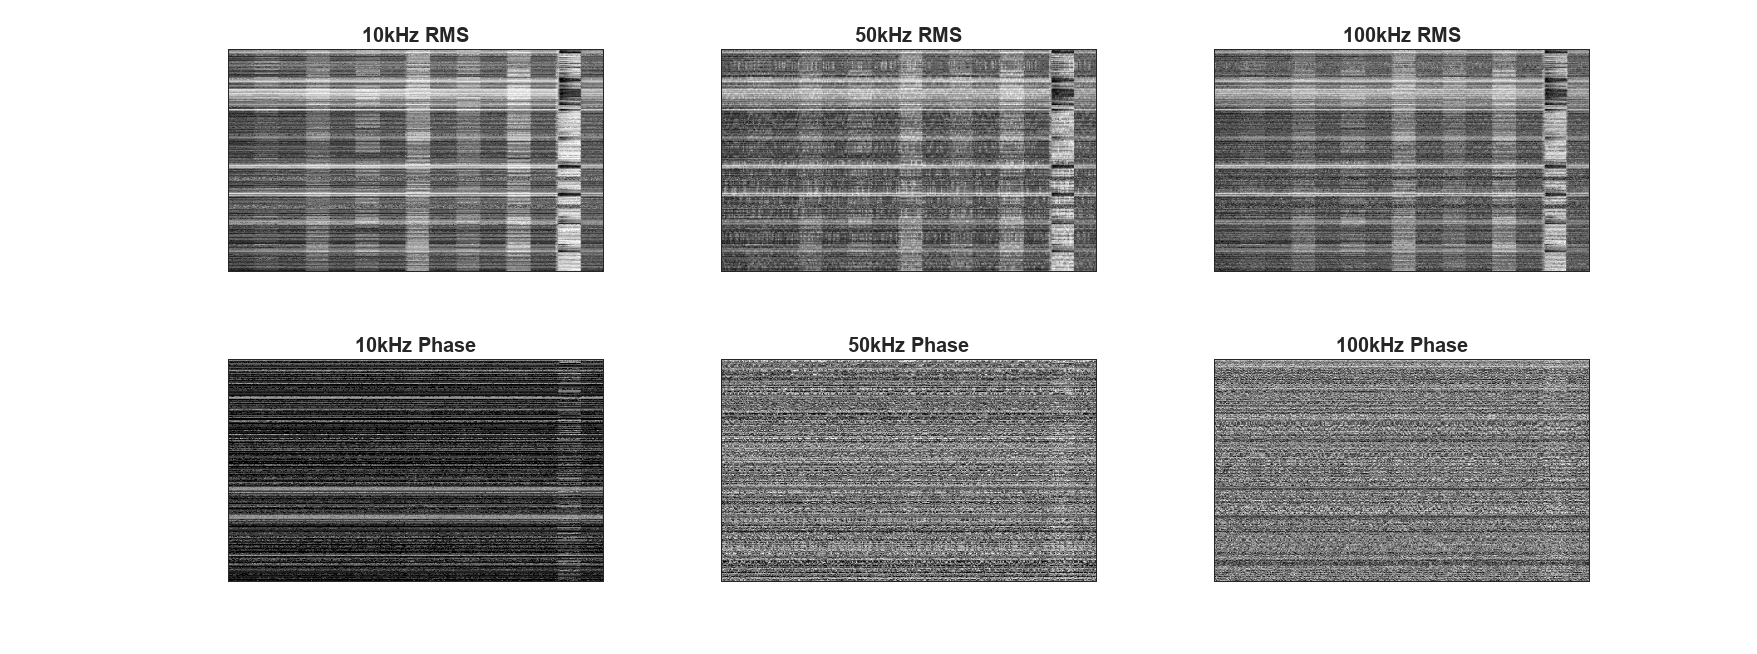 10kHz RMS
50kHz RMS
100kHz RMS
10kHz Phase
50kHz Phase
100kHz Phase